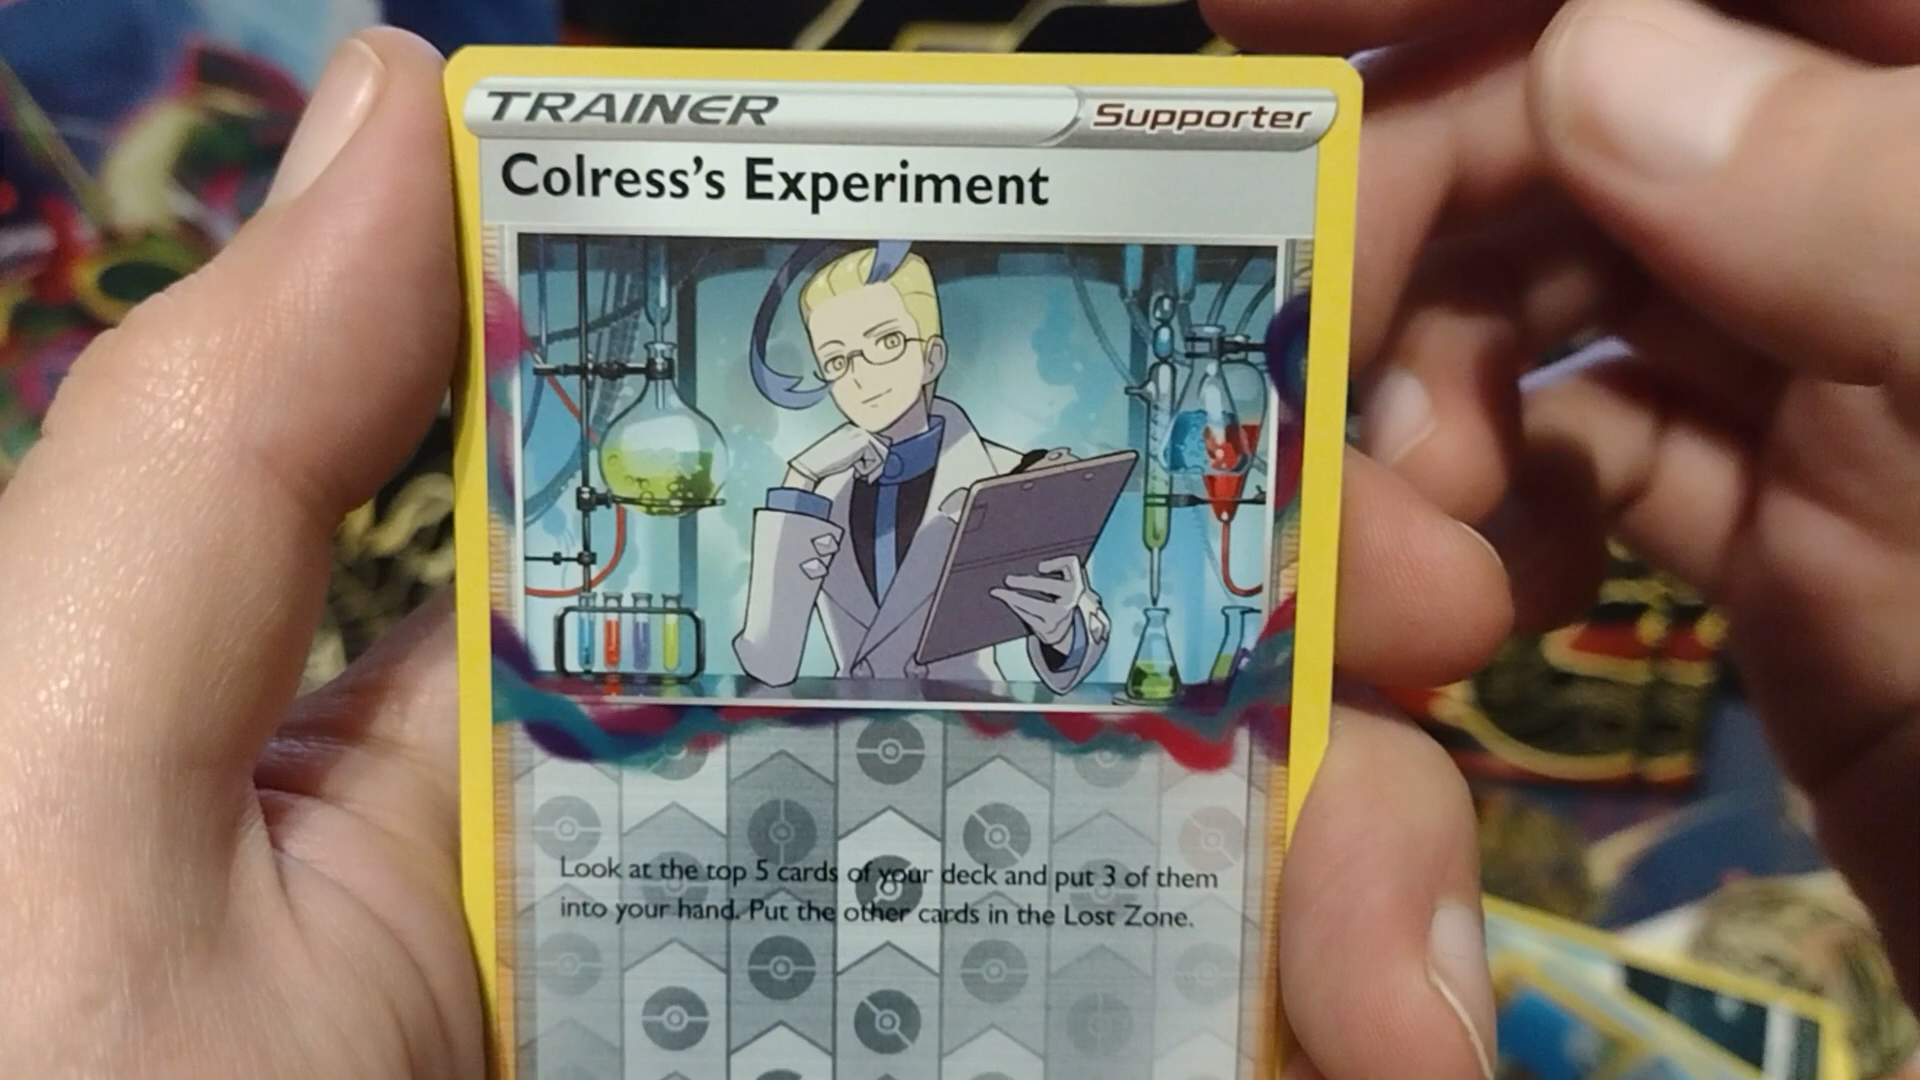 TRAINER Supporter
Colress's Experiment
Look at the top 5 cards of your deck and put 3 of them
into your hand. Put the other cards in the Lost Zone.